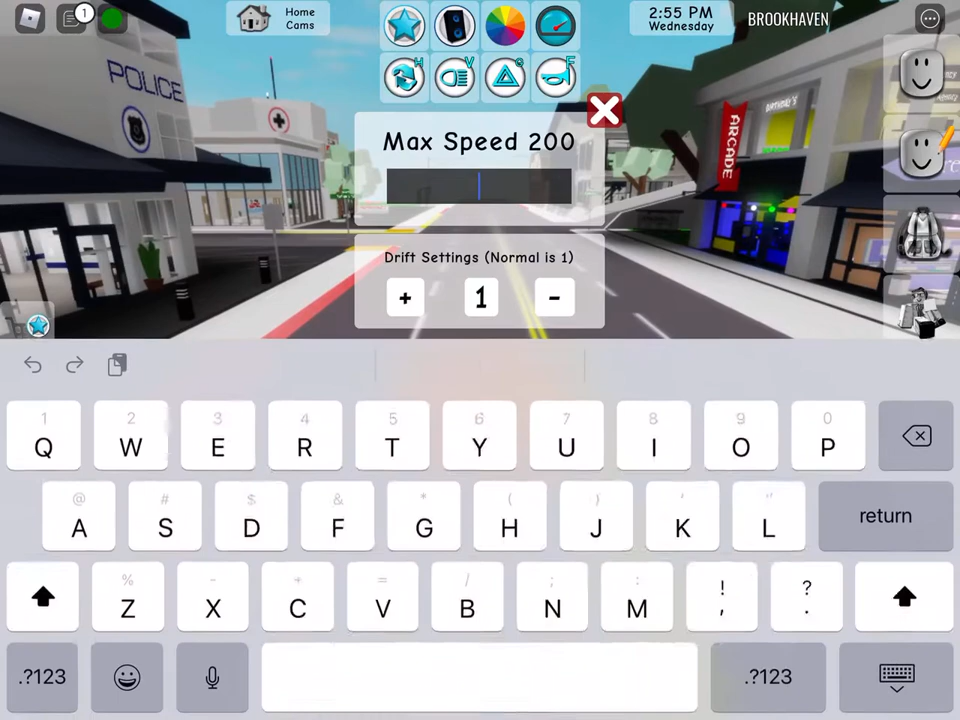 1
Home
Cams
H
V
G
F
2:55 PM
Wednesday
BROOKHAVEN
POLICE
ARCADE
Max Speed 200
Drift Settings (Normal is 1)
+ 1 -
1 2 3 4 5 6 7 8 9 0
Q W E R T Y U I O P
@ # $ & * ( ) ' "
A S D F G H J K L return
% - + = / ; : ! ?
Z X C V B N M , .
.?123 .?123